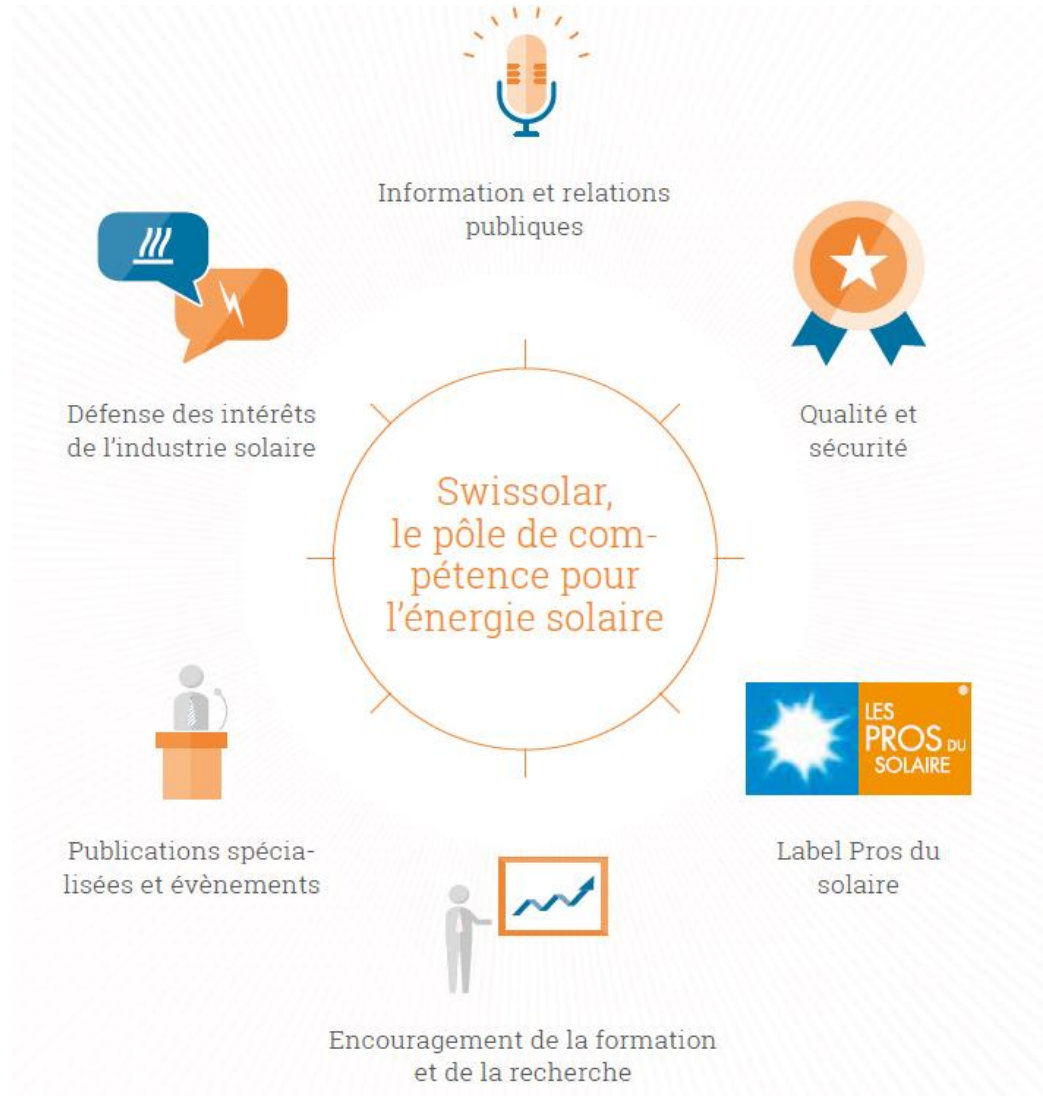 Information et relations
publiques
Défense des intérêts
de l'industrie solaire
Qualité et
sécurité
Swissolar,
le pôle de com-
pétence pour
l'énergie solaire
LES
PROS DU
SOLAIRE
Publications spécia-
lisées et évènements
Label Pros du
solaire
Encouragement de la formation
et de la recherche